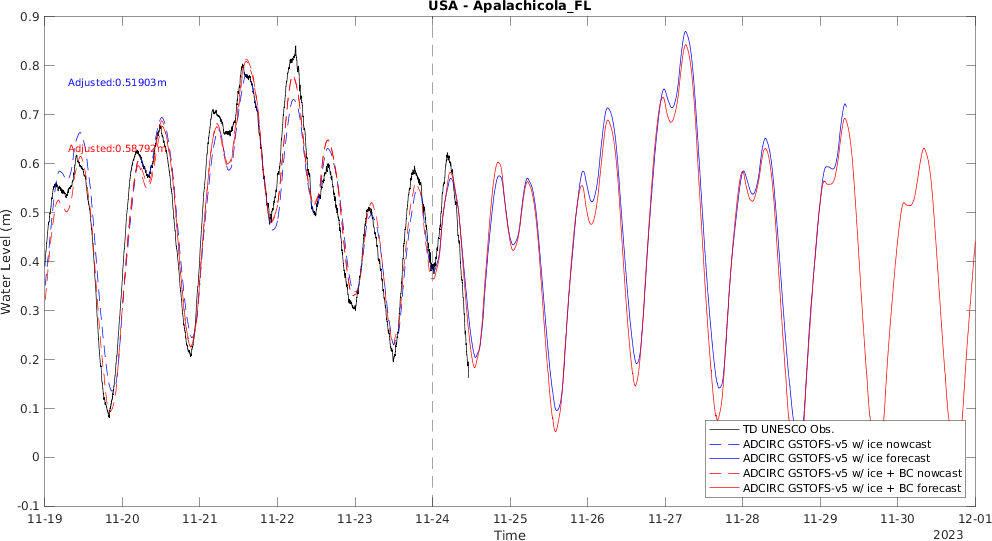 USA - Apalachicola_FL
Water Level (m)
0.9
0.8
0.7
0.6
0.5
0.4
0.3
0.2
0.1
0
-0.1
Adjusted:0.51903m
Adjusted:0.58792m
TD UNESCO Obs.
ADCIRC GSTOFS-v5 w/ ice nowcast
ADCIRC GSTOFS-v5 w/ ice forecast
ADCIRC GSTOFS-v5 w/ ice + BC nowcast
ADCIRC GSTOFS-v5 w/ ice + BC forecast
11-19 11-20 11-21 11-22 11-23 11-24 11-25 11-26 11-27 11-28 11-29 11-30 12-01
Time
2023